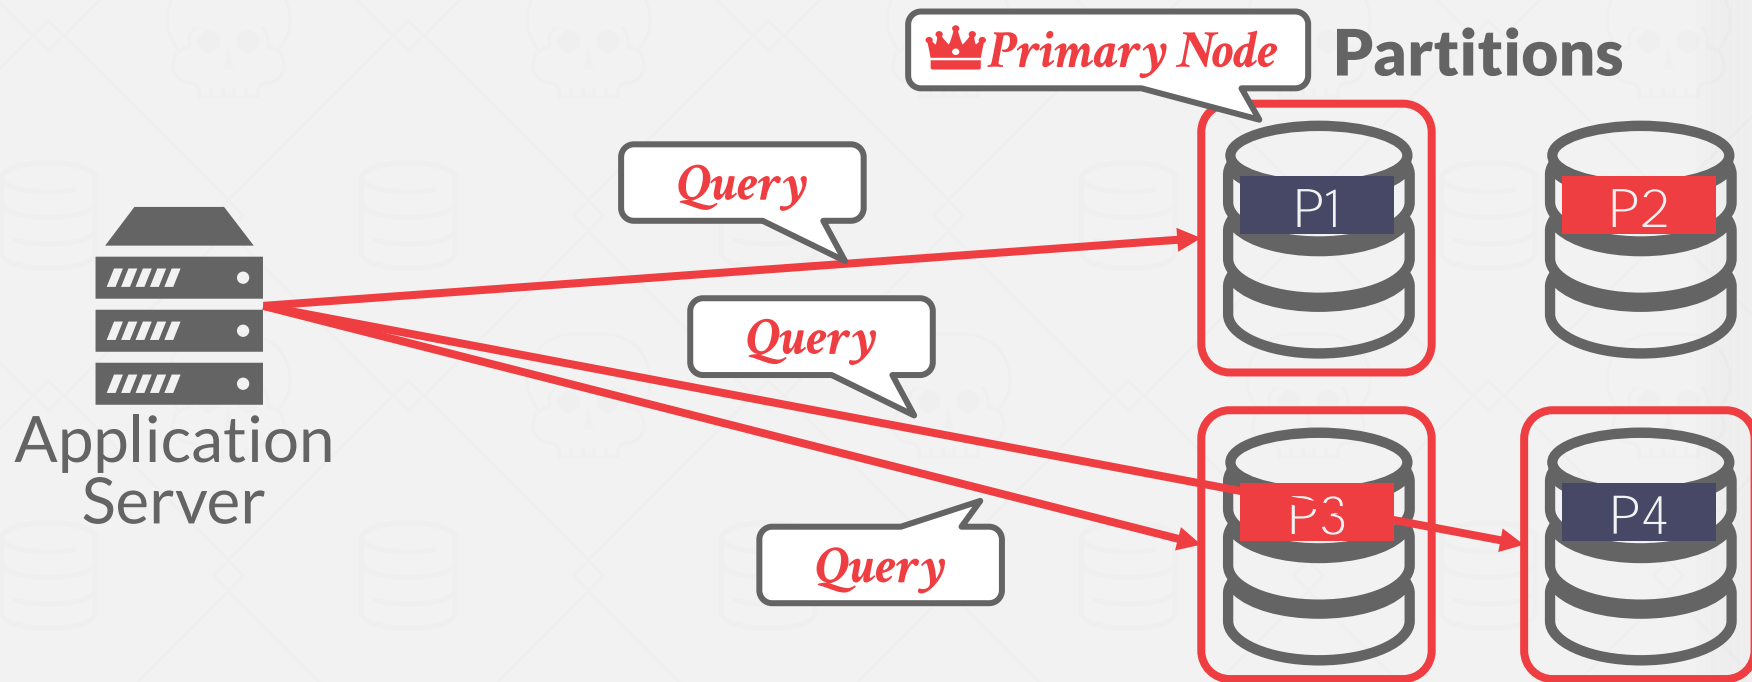 Primary Node
Partitions
Query
P1
P2
Query
Application
Server
P3
P4
Query